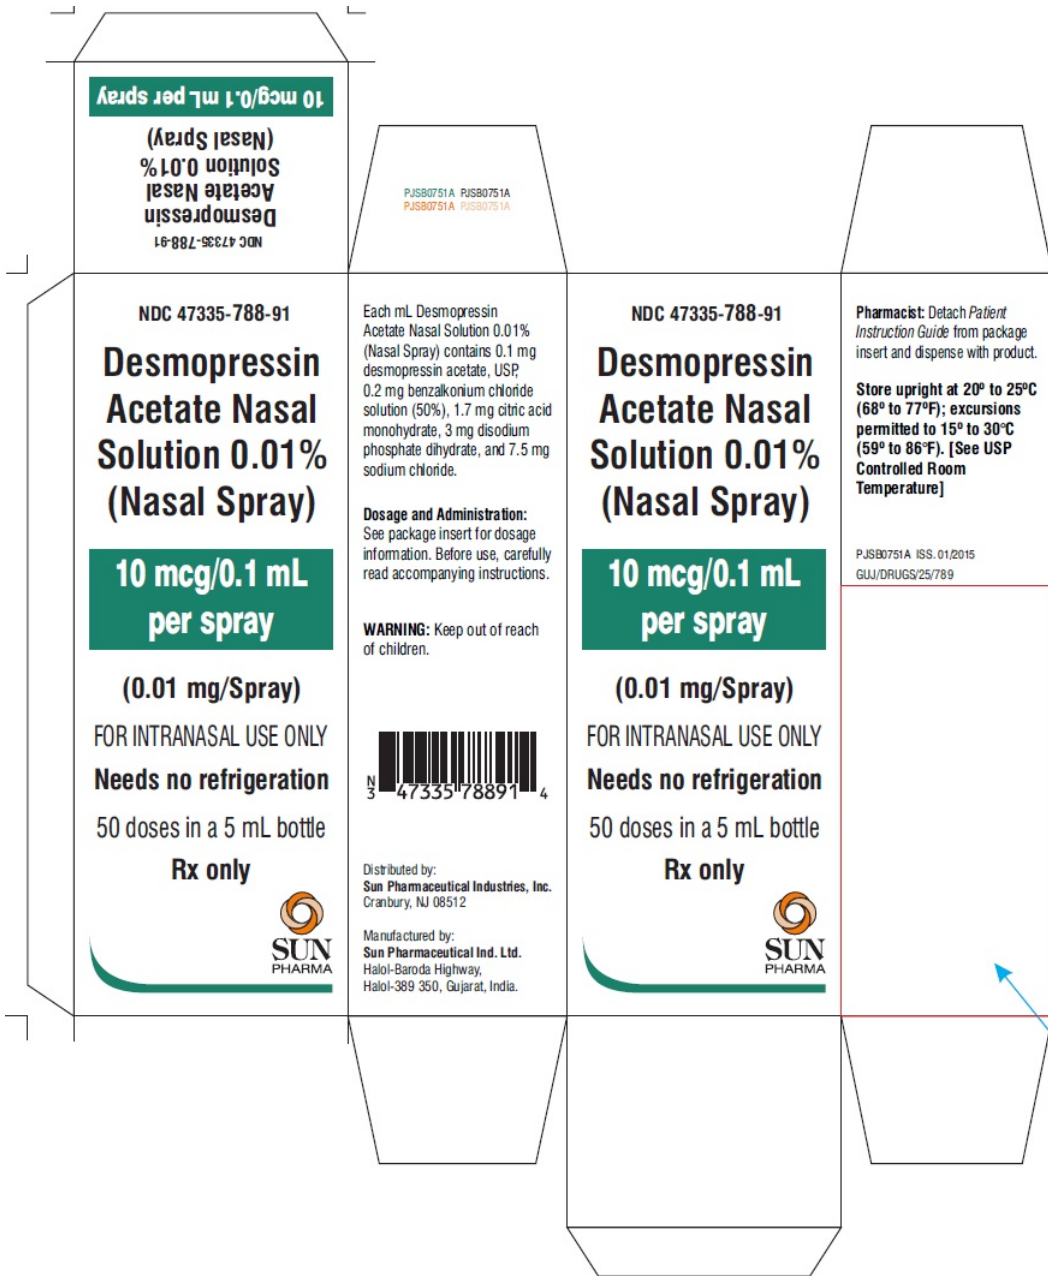 10 mcg/0.1 mL per spray
(Nasal Spray)
Solution 0.01%
Acetate Nasal
Desmopressin
NDC 47335-788-91
PJSB0751A PJSB0751A
PJSB0751A PJSB0751A
NDC 47335-788-91
Desmopressin
Acetate Nasal
Solution 0.01%
(Nasal Spray)
10 mcg/0.1 mL
per spray
(0.01 mg/Spray)
FOR INTRANASAL USE ONLY
Needs no refrigeration
50 doses in a 5 mL bottle
Rx only
SUN
PHARMA
Each mL Desmopressin
Acetate Nasal Solution 0.01%
(Nasal Spray) contains 0.1 mg
desmopressin acetate, USP,
0.2 mg benzalkonium chloride
solution (50%), 1.7 mg citric acid
monohydrate, 3 mg disodium
phosphate dihydrate, and 7.5 mg
sodium chloride.
Dosage and Administration:
See package insert for dosage
information. Before use, carefully
read accompanying instructions.
WARNING: Keep out of reach
of children.
N
3 47335 78891 4
Distributed by:
Sun Pharmaceutical Industries, Inc.
Cranbury, NJ 08512
Manufactured by:
Sun Pharmaceutical Ind. Ltd.
Halol-Baroda Highway,
Halol-389 350, Gujarat, India.
NDC 47335-788-91
Desmopressin
Acetate Nasal
Solution 0.01%
(Nasal Spray)
10 mcg/0.1 mL
per spray
(0.01 mg/Spray)
FOR INTRANASAL USE ONLY
Needs no refrigeration
50 doses in a 5 mL bottle
Rx only
SUN
PHARMA
Pharmacist: Detach Patient
Instruction Guide from package
insert and dispense with product.
Store upright at 20º to 25ºC
(68º to 77ºF); excursions
permitted to 15º to 30°C
(59º to 86°F). [See USP
Controlled Room
Temperature]
PJSB0751A ISS. 01/2015
GUJ/DRUGS/25/789